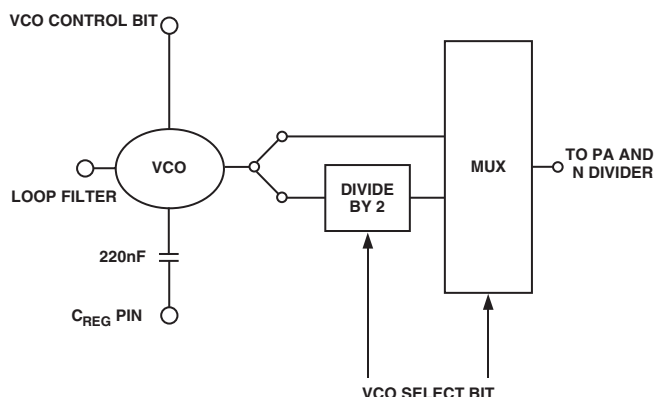 VCO CONTROL BIT
VCO
LOOP FILTER
220nF
CREG PIN
DIVIDE
BY 2
MUX
TO PA AND
N DIVIDER
VCO SELECT BIT